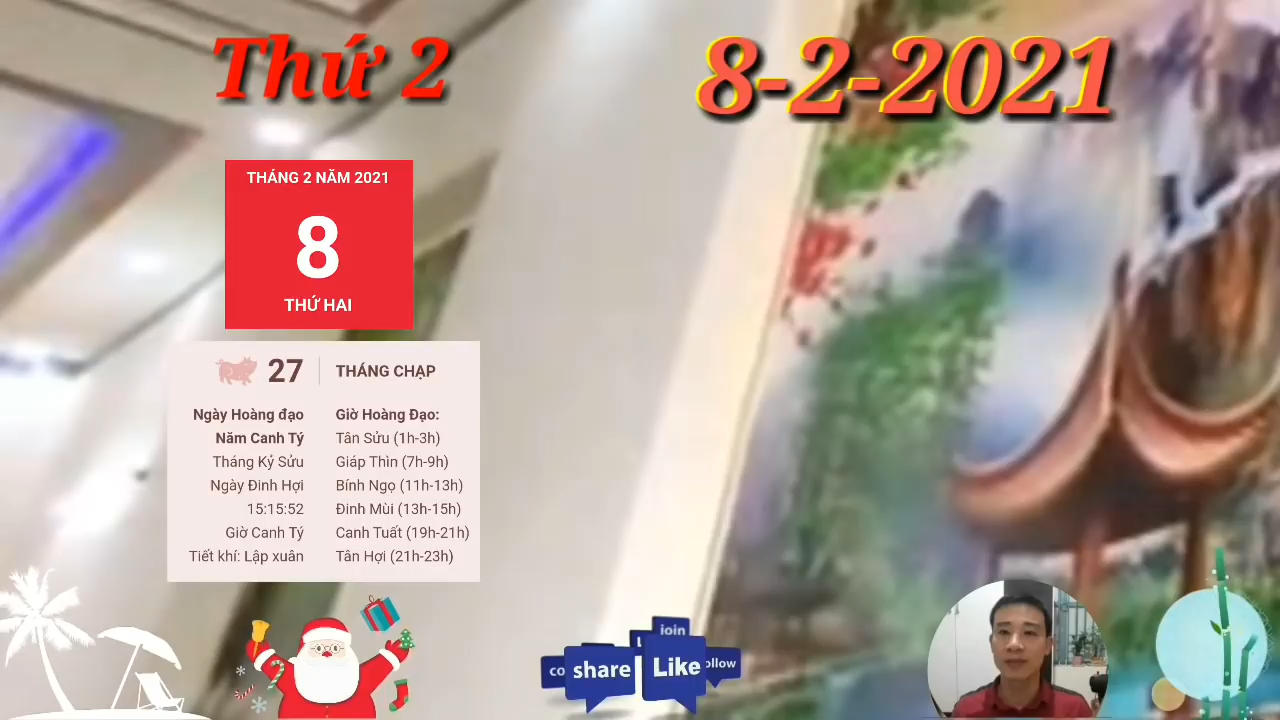 Thứ 2
8-2-2021
THÁNG 2 NĂM 2021
8
THỨ HAI
27
THÁNG CHẠP
Ngày Hoàng đạo
Năm Canh Tý
Tháng Kỷ Sửu
Ngày Đinh Hợi
15:15:52
Giờ Canh Tý
Tiết khí: Lập xuân
Giờ Hoàng Đạo:
Tân Sửu (1h-3h)
Giáp Thìn (7h-9h)
Bính Ngọ (11h-13h)
Đinh Mùi (13h-15h)
Canh Tuất (19h-21h)
Tân Hợi (21h-23h)
join
co
share
Like
ollow